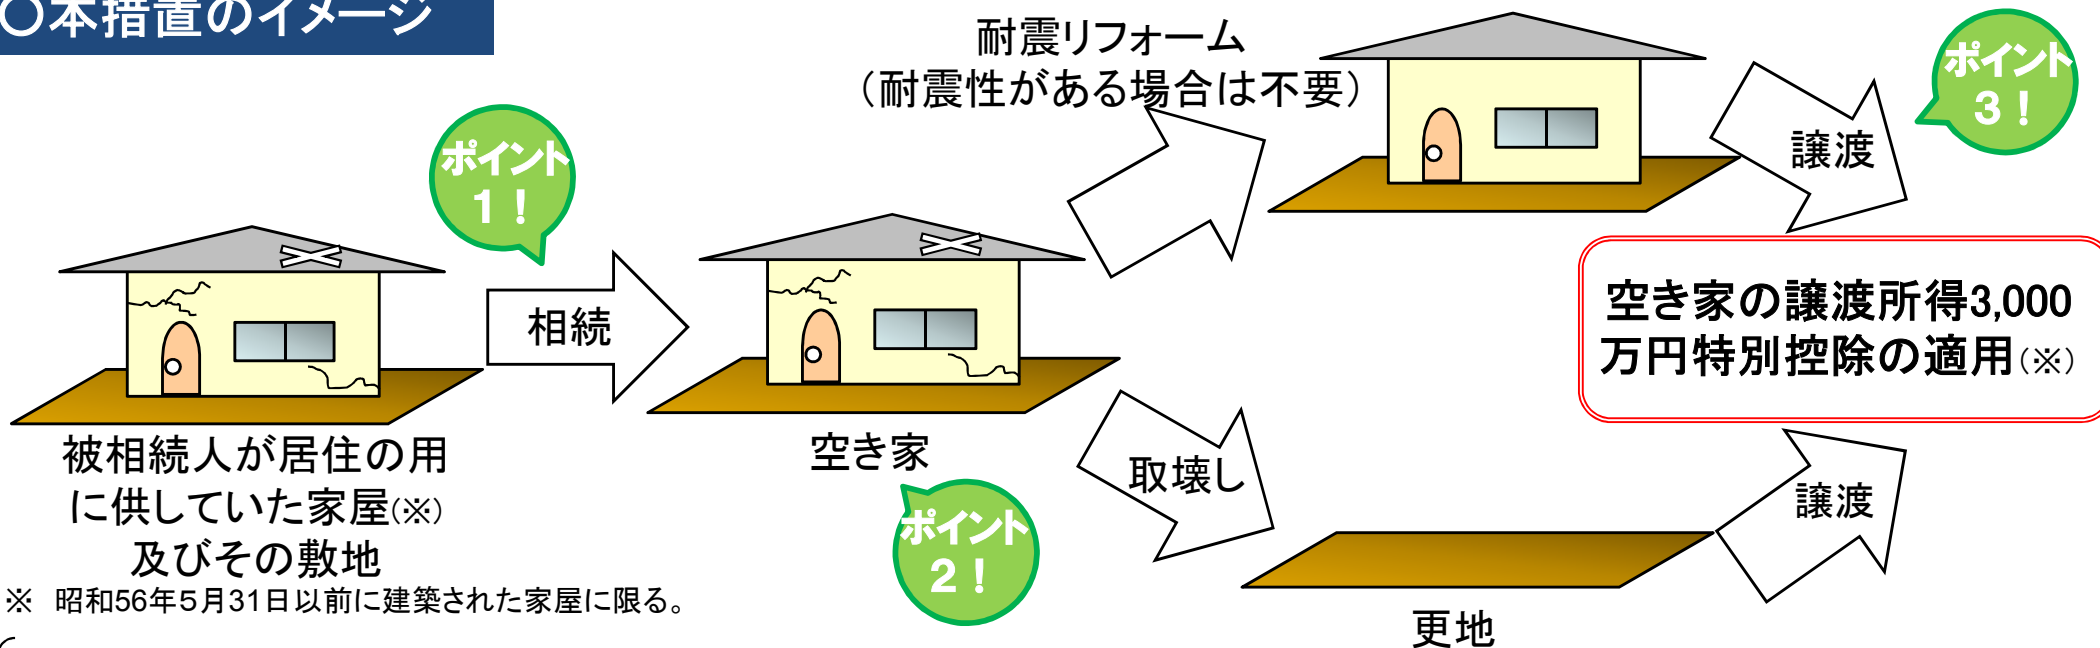 〇本措置のイメージ
耐震リフォーム
（耐震性がある場合は不要）
ポイント
3！
譲渡
ポイント
1！
相続
空き家の譲渡所得3,000
万円特別控除の適用(※)
被相続人が居住の用
に供していた家屋(※)
及びその敷地
空き家
取壊し
譲渡
ポイント
2！
※　昭和56年5月31日以前に建築された家屋に限る。
更地